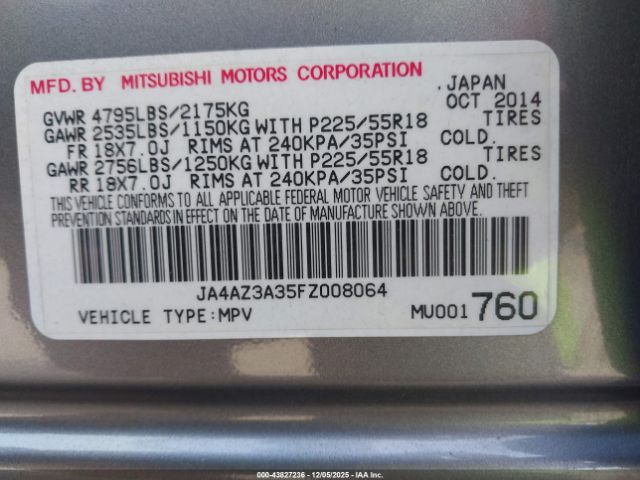 MFD. BY MITSUBISHI MOTORS CORPORATION . JAPAN
GVWR 4795LBS/2175KG OCT 2014
GAWR 2535LBS/1150KG WITH P225/55R18 TIRES
FR 18X7.0J RIMS AT 240KPA/35PSI COLD.
GAWR 2756LBS/1250KG WITH P225/55R18 TIRES
RR 18X7.0J RIMS AT 240KPA/35PSI COLD.
THIS VEHICLE CONFORMS TO ALL APPLICABLE FEDERAL MOTOR VEHICLE SAFETY AND THEFT
PREVENTION STANDARDS IN EFFECT ON THE DATE OF MANUFACTURE SHOWN ABOVE.
JA4AZ3A35FZ008064
VEHICLE TYPE:MPV MU001 760
000-43827236 - 12/05/2025 - IAA Inc.